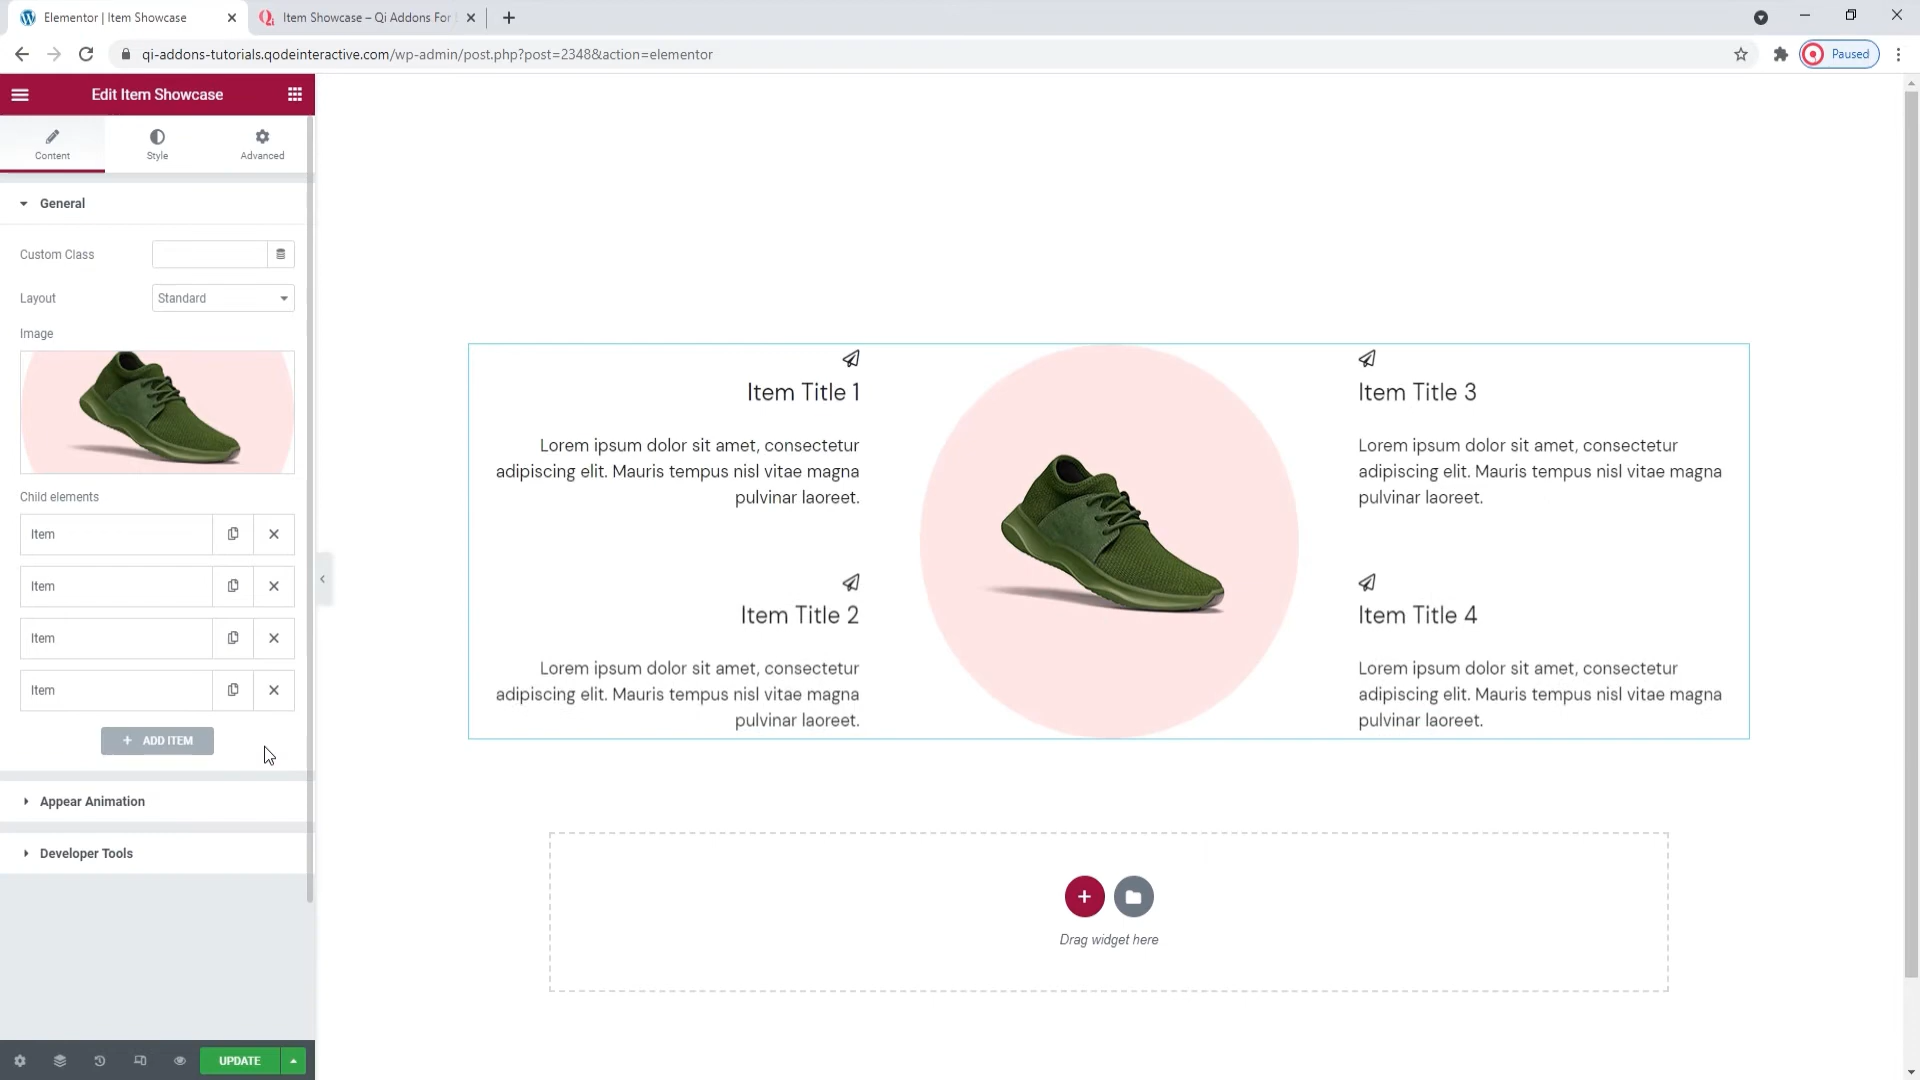 Elementor | Item Showcase
Item Showcase – Qi Addons For
qi-addons-tutorials.qodeinteractive.com/wp-admin/post.php?post=2348&action=elementor
Paused
Edit Item Showcase
Content
Style
Advanced
General
Custom Class
Layout
Standard
Image
Child elements
Item
Item
Item
Item
+ ADD ITEM
Appear Animation
Developer Tools
UPDATE
Item Title 1
Lorem ipsum dolor sit amet, consectetur
adipiscing elit. Mauris tempus nisl vitae magna
pulvinar laoreet.
Item Title 2
Lorem ipsum dolor sit amet, consectetur
adipiscing elit. Mauris tempus nisl vitae magna
pulvinar laoreet.
Item Title 3
Lorem ipsum dolor sit amet, consectetur
adipiscing elit. Mauris tempus nisl vitae magna
pulvinar laoreet.
Item Title 4
Lorem ipsum dolor sit amet, consectetur
adipiscing elit. Mauris tempus nisl vitae magna
pulvinar laoreet.
Drag widget here